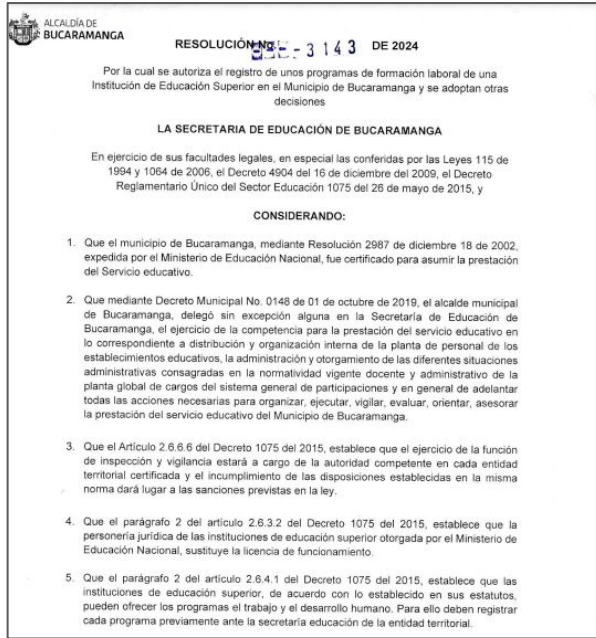 ALCALDÍA DE
BUCARAMANGA
RESOLUCIÓN No. - 3143 DE 2024
Por la cual se autoriza el registro de unos programas de formación laboral de una
Institución de Educación Superior en el Municipio de Bucaramanga y se adoptan otras
decisiones
LA SECRETARIA DE EDUCACIÓN DE BUCARAMANGA
En ejercicio de sus facultades legales, en especial las conferidas por las Leyes 115 de
1994 y 1064 de 2006, el Decreto 4904 del 16 de diciembre del 2009, el Decreto
Reglamentario Único del Sector Educación 1075 del 26 de mayo de 2015, y
CONSIDERANDO:
1. Que el municipio de Bucaramanga, mediante Resolución 2987 de diciembre 18 de 2002,
expedida por el Ministerio de Educación Nacional, fue certificado para asumir la prestación
del Servicio educativo.
2. Que mediante Decreto Municipal No. 0148 de 01 de octubre de 2019, el alcalde municipal
de Bucaramanga, delegó sin excepción alguna en la Secretaría de Educación de
Bucaramanga, el ejercicio de la competencia para la prestación del servicio educativo en
lo correspondiente a distribución y organización interna de la planta de personal de los
establecimientos educativos, la administración y otorgamiento de las diferentes situaciones
administrativas consagradas en la normatividad vigente docente y administrativo de la
planta global de cargos del sistema general de participaciones y en general de adelantar
todas las acciones necesarias para organizar, ejecutar, vigilar, evaluar, orientar, asesorar
la prestación del servicio educativo del Municipio de Bucaramanga.
3. Que el Artículo 2.6.6.6 del Decreto 1075 del 2015, establece que el ejercicio de la función
de inspección y vigilancia estará a cargo de la autoridad competente en cada entidad
territorial certificada y el incumplimiento de las disposiciones establecidas en la misma
norma dará lugar a las sanciones previstas en la ley.
4. Que el parágrafo 2 del artículo 2.6.3.2 del Decreto 1075 del 2015, establece que la
personería jurídica de las instituciones de educación superior otorgada por el Ministerio de
Educación Nacional, sustituye la licencia de funcionamiento.
5. Que el parágrafo 2 del artículo 2.6.4.1 del Decreto 1075 del 2015, establece que las
instituciones de educación superior, de acuerdo con lo establecido en sus estatutos,
pueden ofrecer los programas el trabajo y el desarrollo humano. Para ello deben registrar
cada programa previamente ante la secretaría educación de la entidad territorial.